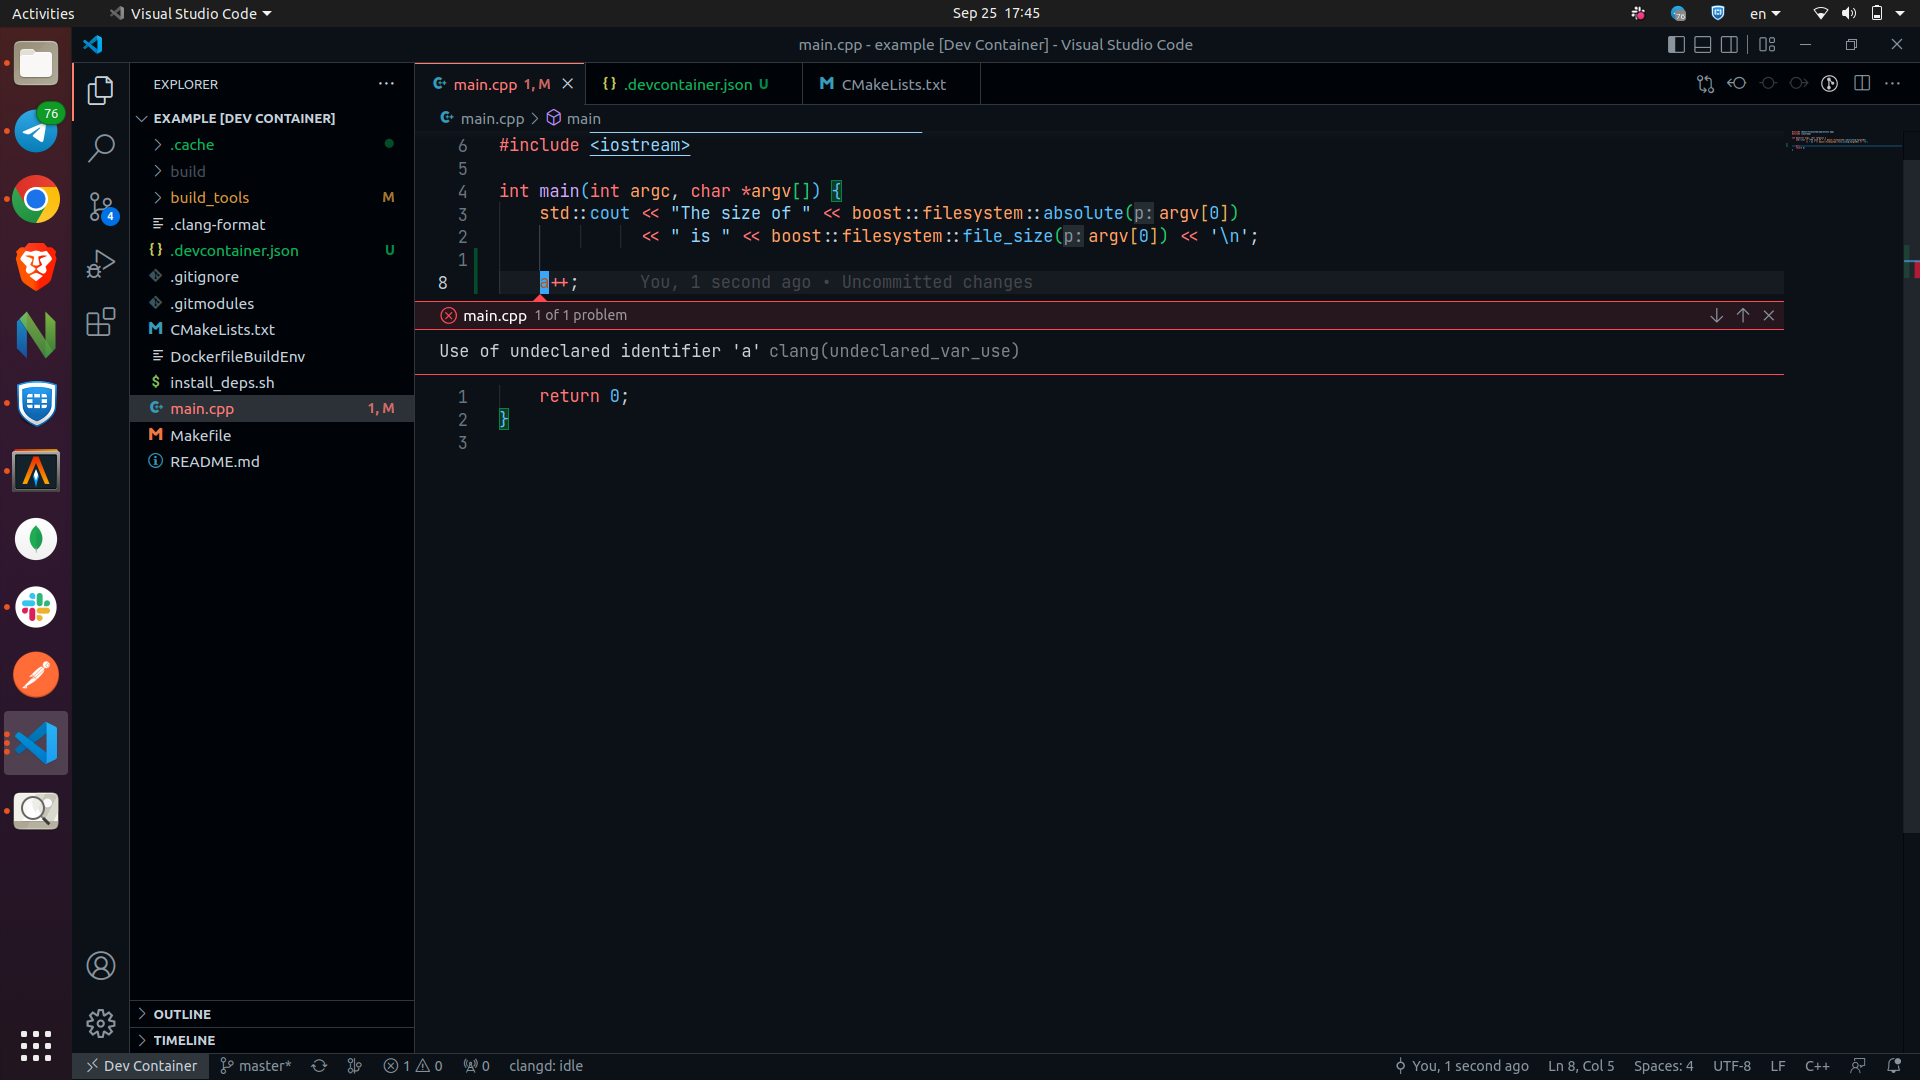 Activities Visual Studio Code Sep 25 17:45 76 en
main.cpp - example [Dev Container] - Visual Studio Code
76
EXPLORER
EXAMPLE [DEV CONTAINER]
.cache
build
build_tools M
.clang-format
.devcontainer.json U
.gitignore
.gitmodules
CMakeLists.txt
DockerfileBuildEnv
install_deps.sh
main.cpp 1, M
Makefile
README.md
OUTLINE
TIMELINE
4
main.cpp 1, M .devcontainer.json U CMakeLists.txt
main.cpp > main
6 #include <iostream>
5
4 int main(int argc, char *argv[]) {
3 std::cout << "The size of " << boost::filesystem::absolute(p: argv[0])
2 << " is " << boost::filesystem::file_size(p: argv[0]) << '\n';
1
8 a++; You, 1 second ago • Uncommitted changes
main.cpp 1 of 1 problem
Use of undeclared identifier 'a' clang(undeclared_var_use)
1 return 0;
2 }
3
Dev Container master* 1 0 0 clangd: idle You, 1 second ago Ln 8, Col 5 Spaces: 4 UTF-8 LF C++